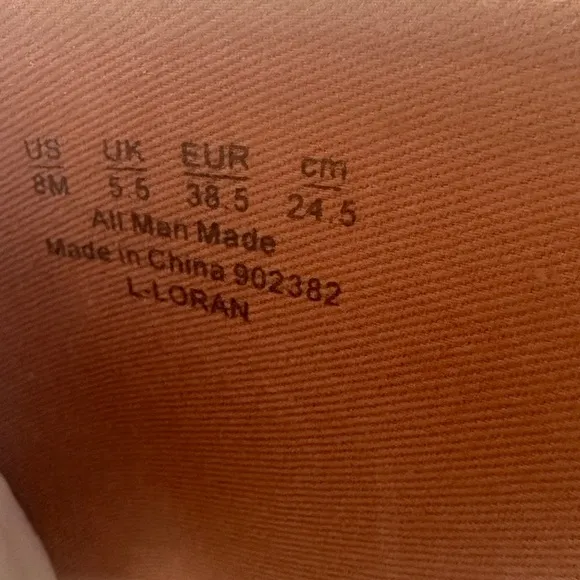 US UK EUR cm
8M 5.5 38.5 24.5
All Man Made
Made in China 902382
L-LORAN